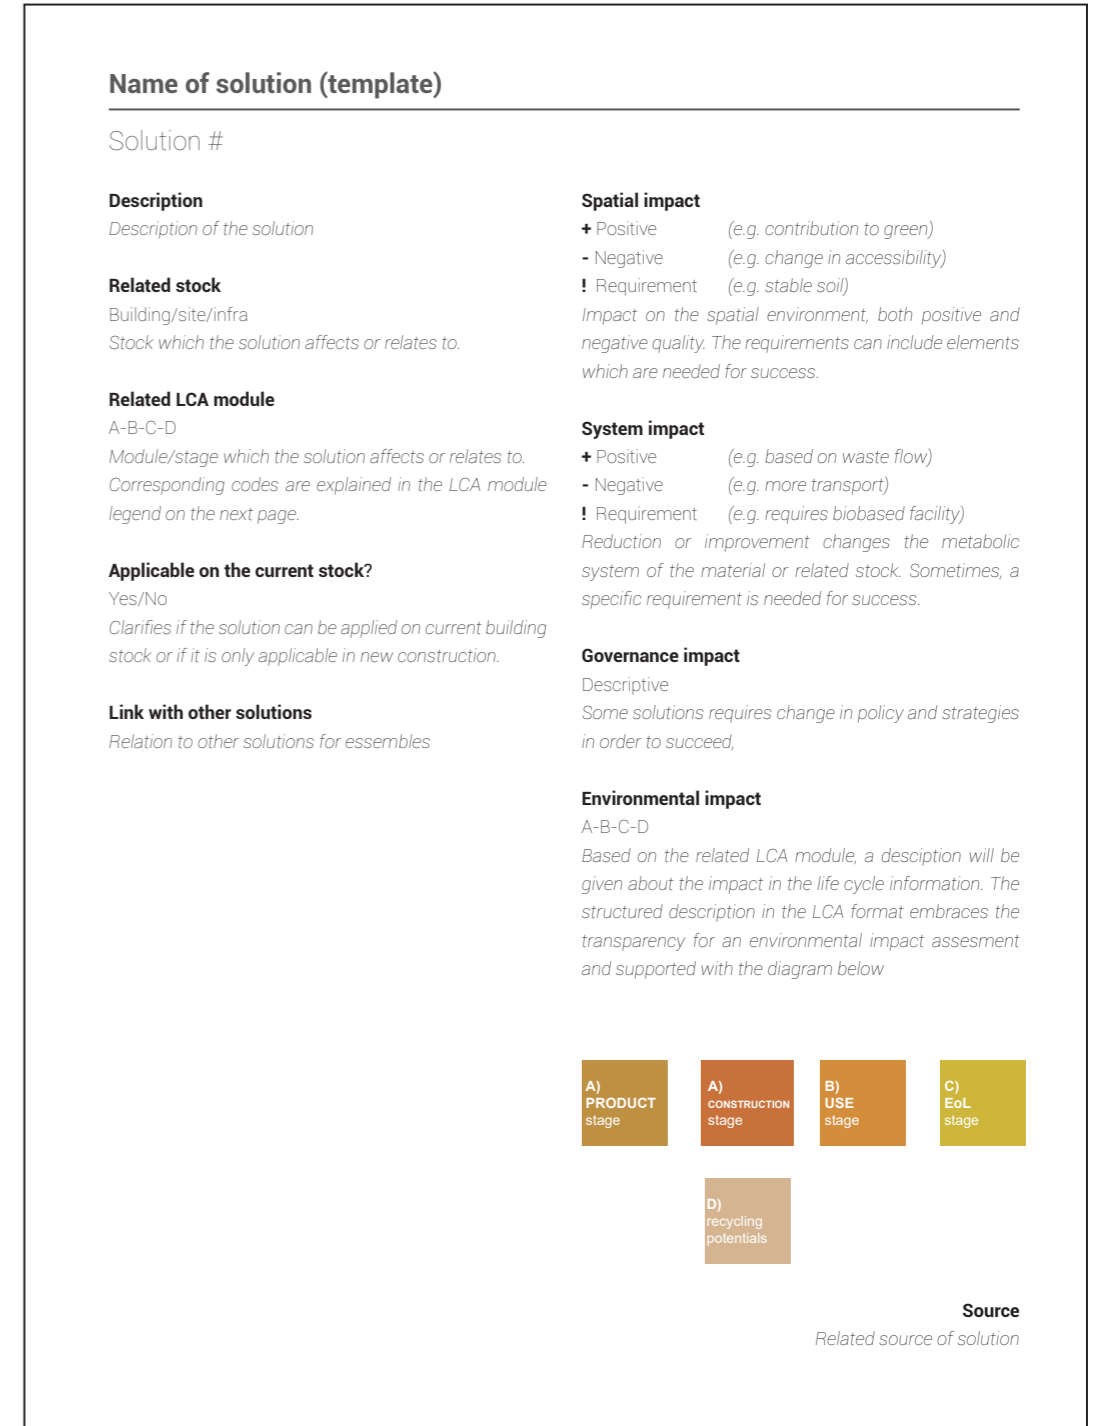 Name of solution (template)
Solution #
Description
Description of the solution
Related stock
Building/site/infra
Stock which the solution affects or relates to.
Related LCA module
A-B-C-D
Module/stage which the solution affects or relates to.
Corresponding codes are explained in the LCA module
legend on the next page.
Applicable on the current stock?
Yes/No
Clarifies if the solution can be applied on current building
stock or if it is only applicable in new construction.
Link with other solutions
Relation to other solutions for essembles
Spatial impact
+ Positive (e.g. contribution to green)
- Negative (e.g. change in accessibility)
! Requirement (e.g. stable soil)
Impact on the spatial environment, both positive and
negative quality. The requirements can include elements
which are needed for success.
System impact
+ Positive (e.g. based on waste flow)
- Negative (e.g. more transport)
! Requirement (e.g. requires biobased facility)
Reduction or improvement changes the metabolic
system of the material or related stock. Sometimes, a
specific requirement is needed for success.
Governance impact
Descriptive
Some solutions requires change in policy and strategies
in order to succeed,
Environmental impact
A-B-C-D
Based on the related LCA module, a desciption will be
given about the impact in the life cycle information. The
structured description in the LCA format embraces the
transparency for an environmental impact assesment
and supported with the diagram below
A)
PRODUCT
stage
A)
CONSTRUCTION
stage
B)
USE
stage
C)
EoL
stage
D)
recycling
potentials
Source
Related source of solution